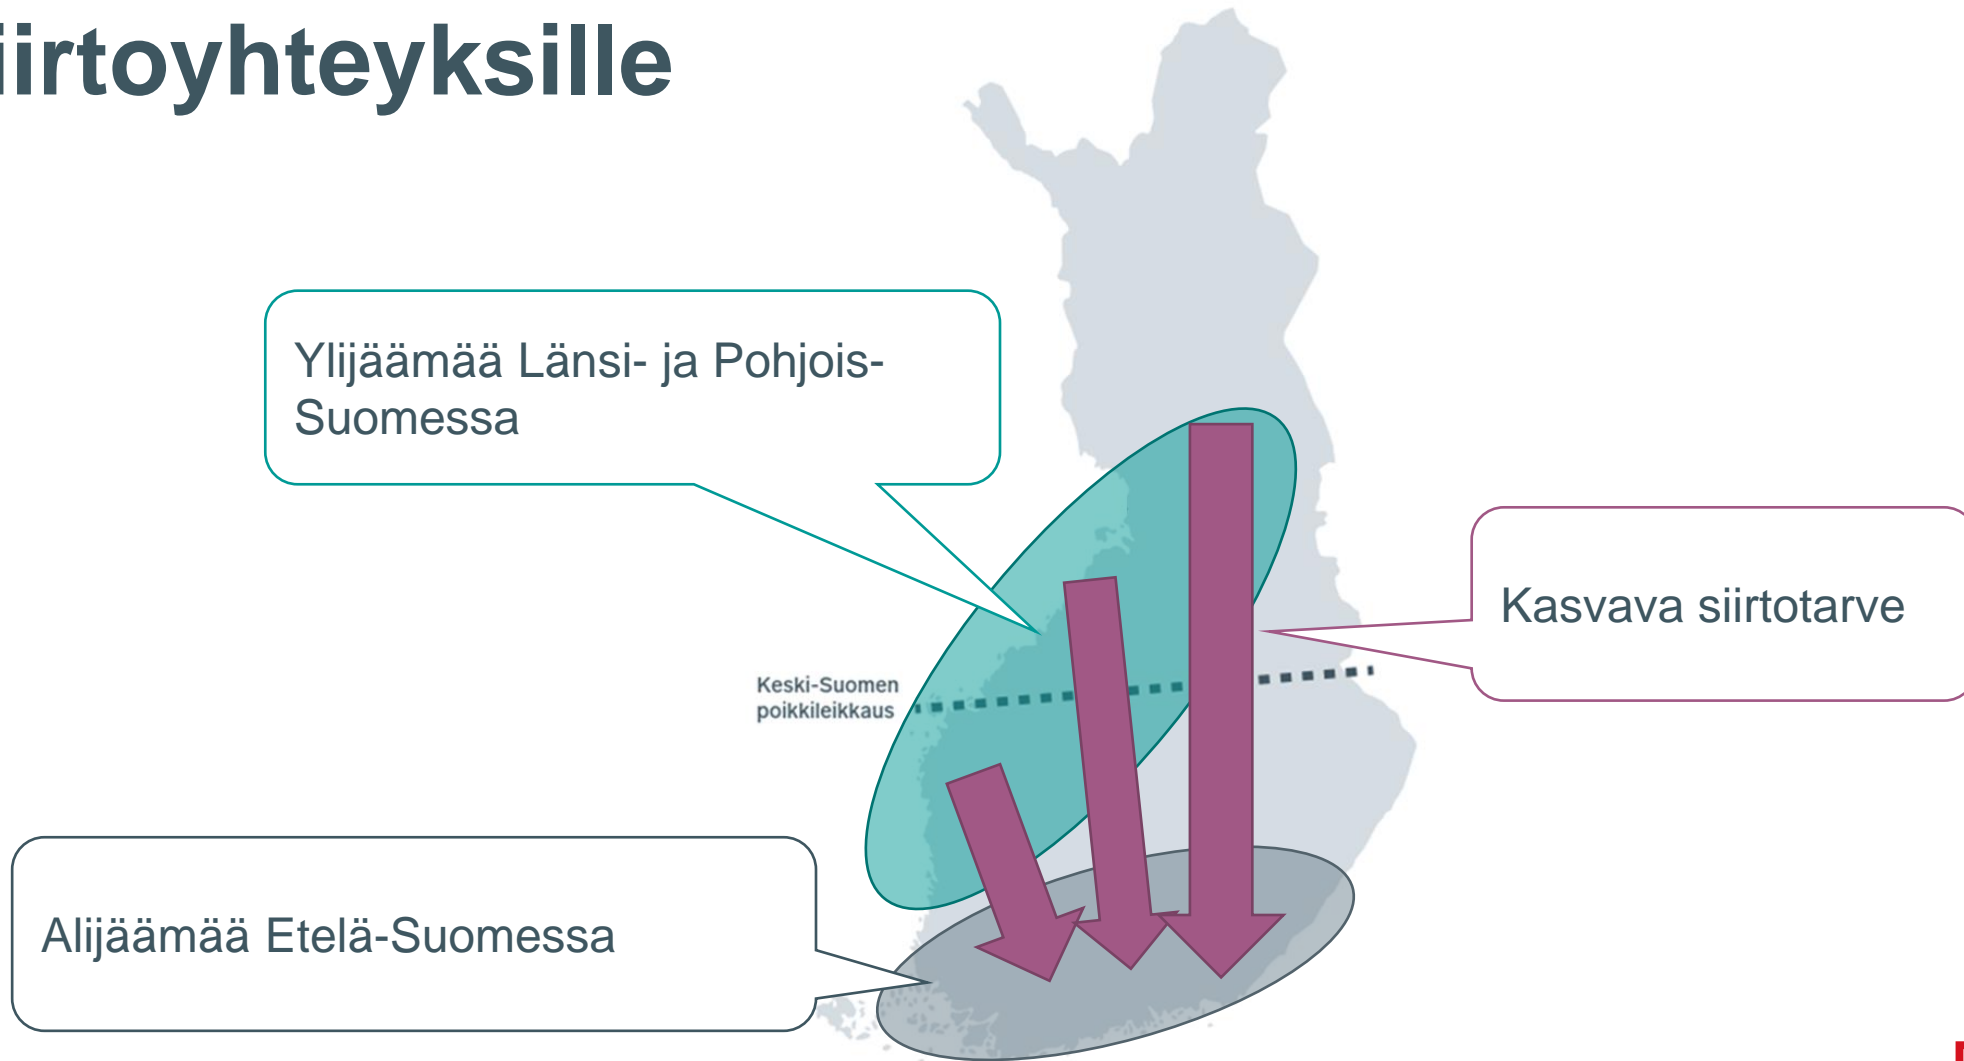 iirtoyhteyksille
Ylijäämää Länsi- ja Pohjois-
Suomessa
Kasvava siirtotarve
Keski-Suomen
poikkileikkaus
Alijäämää Etelä-Suomessa